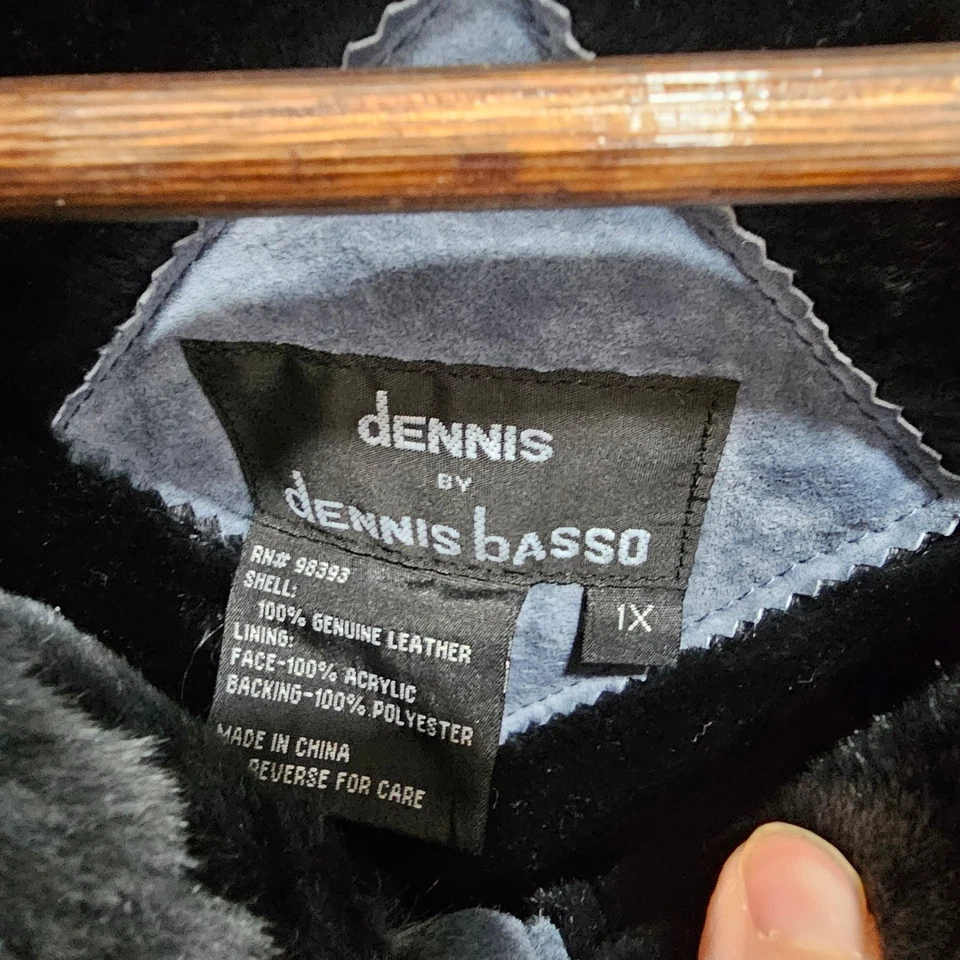 dENNIS
BY
dENNIS bASSO
1X
RN# 98393
SHELL:
100% GENUINE LEATHER
LINING:
FACE-100% ACRYLIC
BACKING-100% POLYESTER
MADE IN CHINA
REVERSE FOR CARE